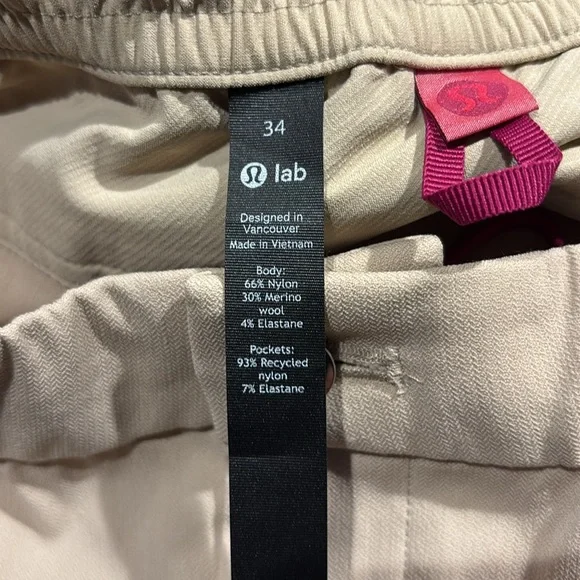 34
lab
Designed in
Vancouver
Made in Vietnam
Body:
66% Nylon
30% Merino
wool
4% Elastane
Pockets:
93% Recycled
nylon
7% Elastane